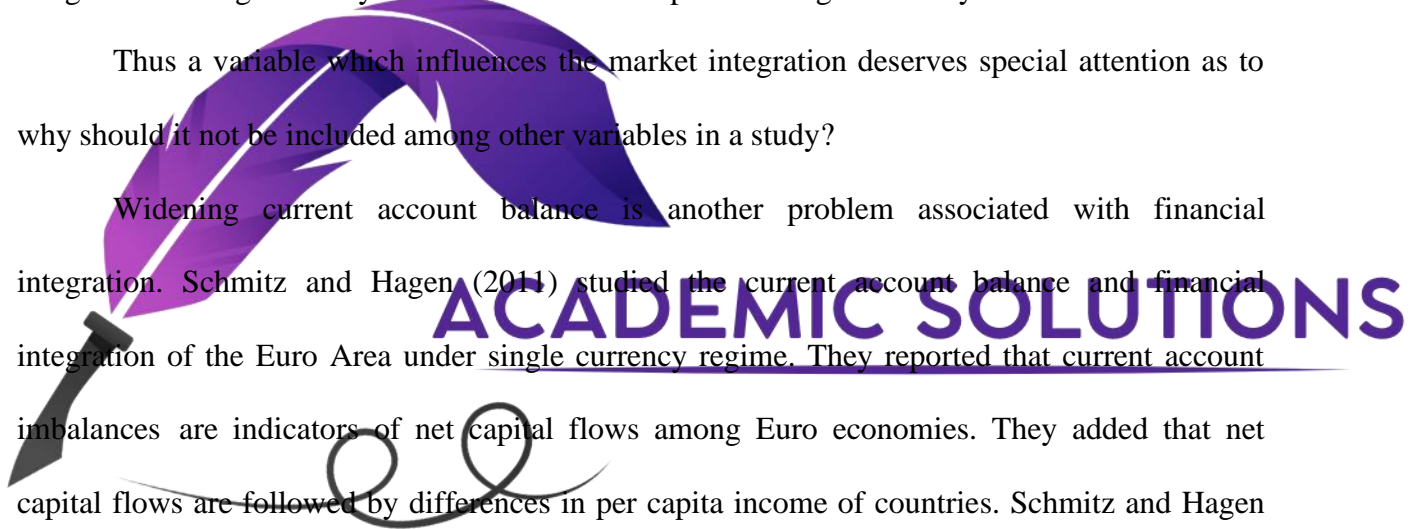 Thus a variable which influences the market integration deserves special attention as to
why should it not be included among other variables in a study?
Widening current account balance is another problem associated with financial
integration. Schmitz and Hagen (2011) studied the current account balance and financial
ACADEMIC SOLUTIONS
integration of the Euro Area under single currency regime. They reported that current account
imbalances are indicators of net capital flows among Euro economies. They added that net
capital flows are followed by differences in per capita income of countries. Schmitz and Hagen